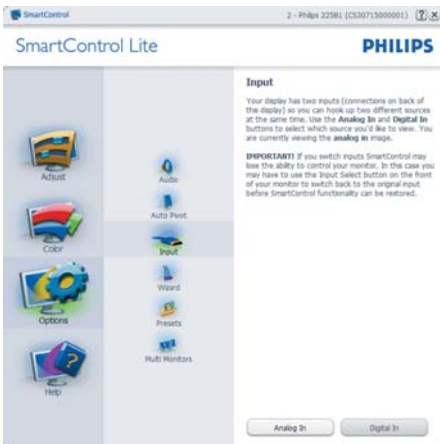 SmartControl
2 - Philips 225B1 (CS30715000001)
SmartControl Lite
PHILIPS
Adjust
Color
Options
Help
Audio
Auto Pivot
Input
Wizard
Presets
Multi Monitors
Input
Your display has two inputs (connections on back of
the display) so you can hook up two different sources
at the same time. Use the Analog In and Digital In
buttons to select which source you'd like to view. You
are currently viewing the analog in image.
IMPORTANT! If you switch inputs SmartControl may
lose the ability to control your monitor. In this case you
may have to use the Input Select button on the front
of your monitor to switch back to the original input
before SmartControl functionality can be restored.
Analog In
Digital In